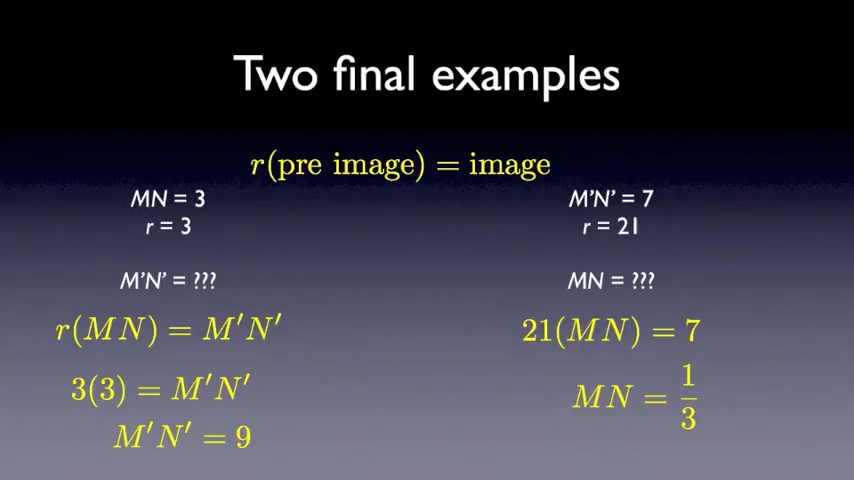 Two final examples
r(pre image) = image
MN = 3
r = 3
M'N' = ???
r(MN) = M'N'
3(3) = M'N'
M'N' = 9
M'N' = 7
r = 21
MN = ???
21(MN) = 7
MN = 1/3